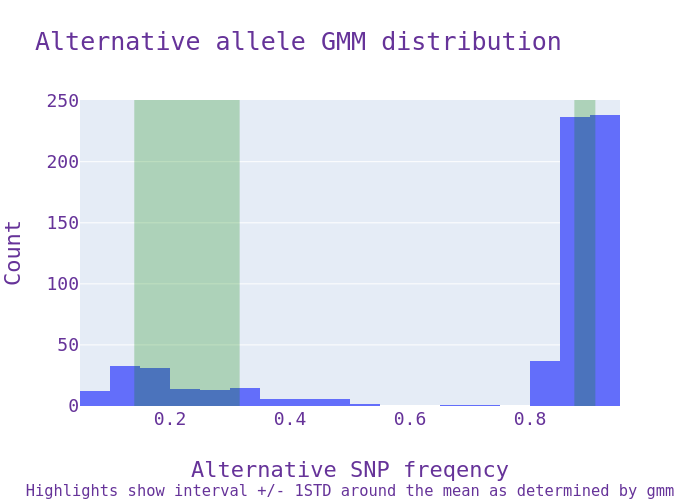 Alternative allele GMM distribution
250
200
150
100
50
0
Count
0.2 0.4 0.6 0.8
Alternative SNP freqency
Highlights show interval +/- 1STD around the mean as determined by gmm